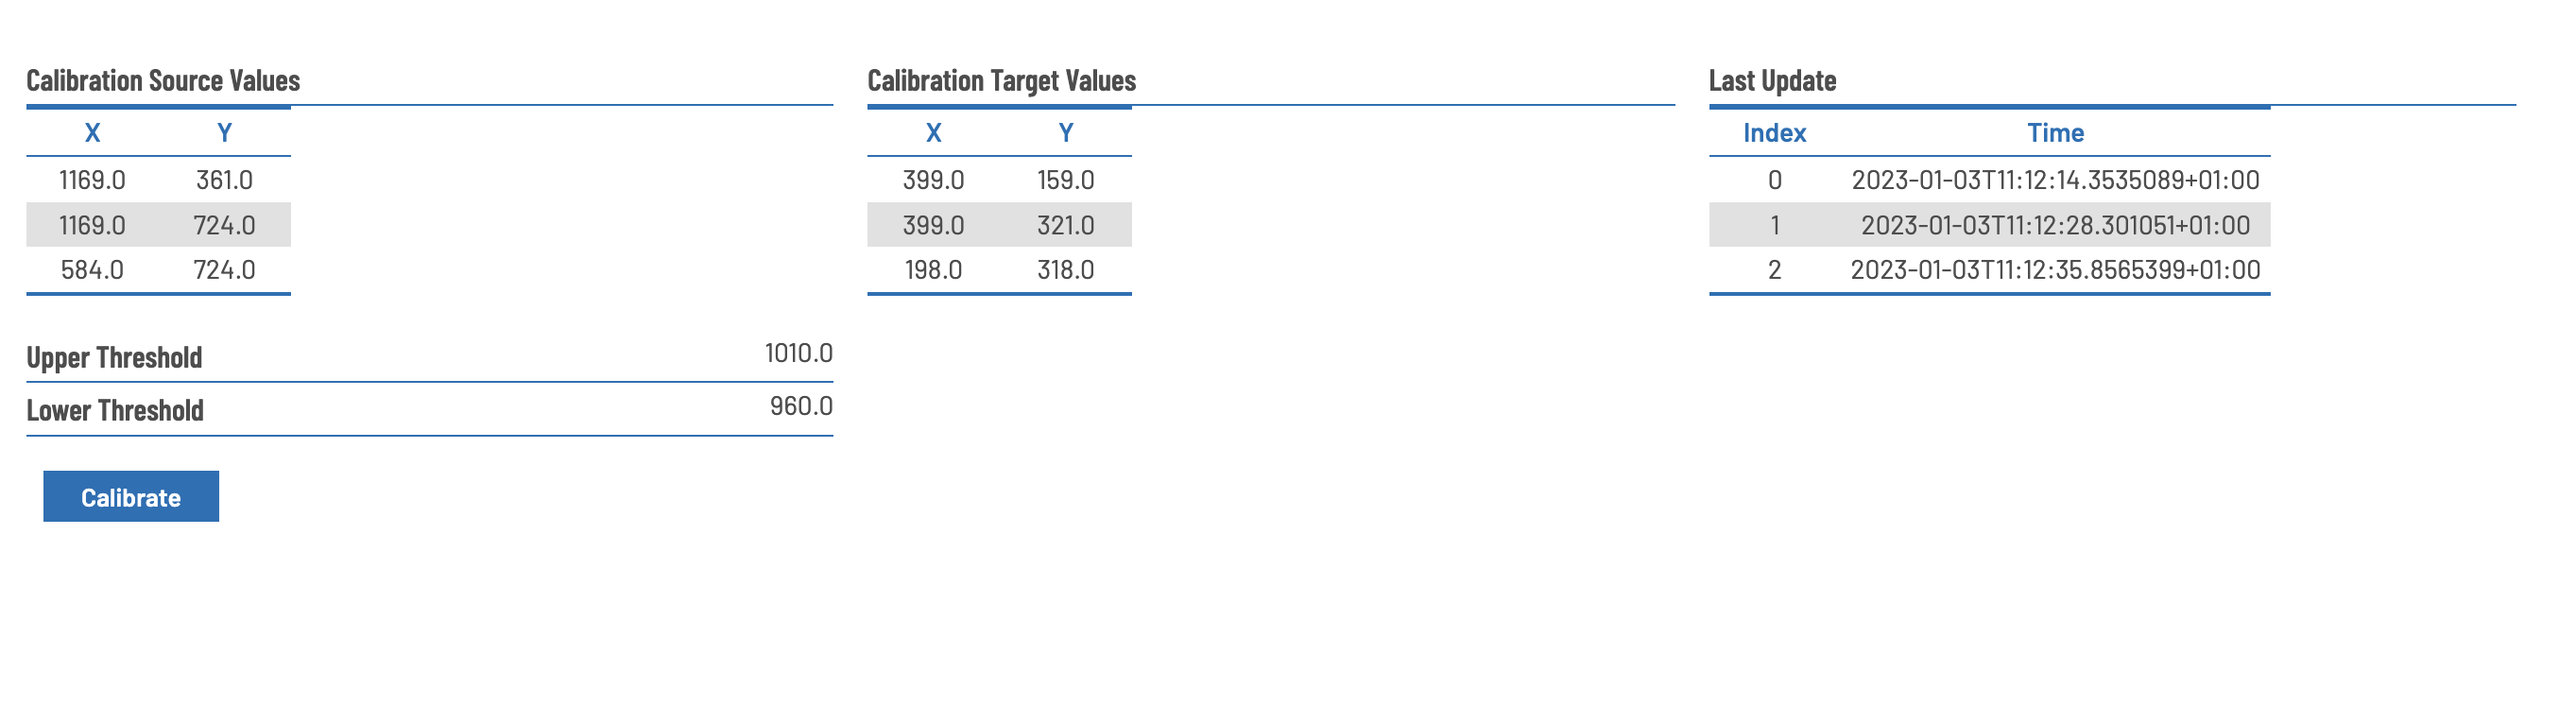 Calibration Source Values
X Y
1169.0 361.0
1169.0 724.0
584.0 724.0
Calibration Target Values
X Y
399.0 159.0
399.0 321.0
198.0 318.0
Last Update
Index Time
0 2023-01-03T11:12:14.3535089+01:00
1 2023-01-03T11:12:28.301051+01:00
2 2023-01-03T11:12:35.8565399+01:00
Upper Threshold 1010.0
Lower Threshold 960.0
Calibrate